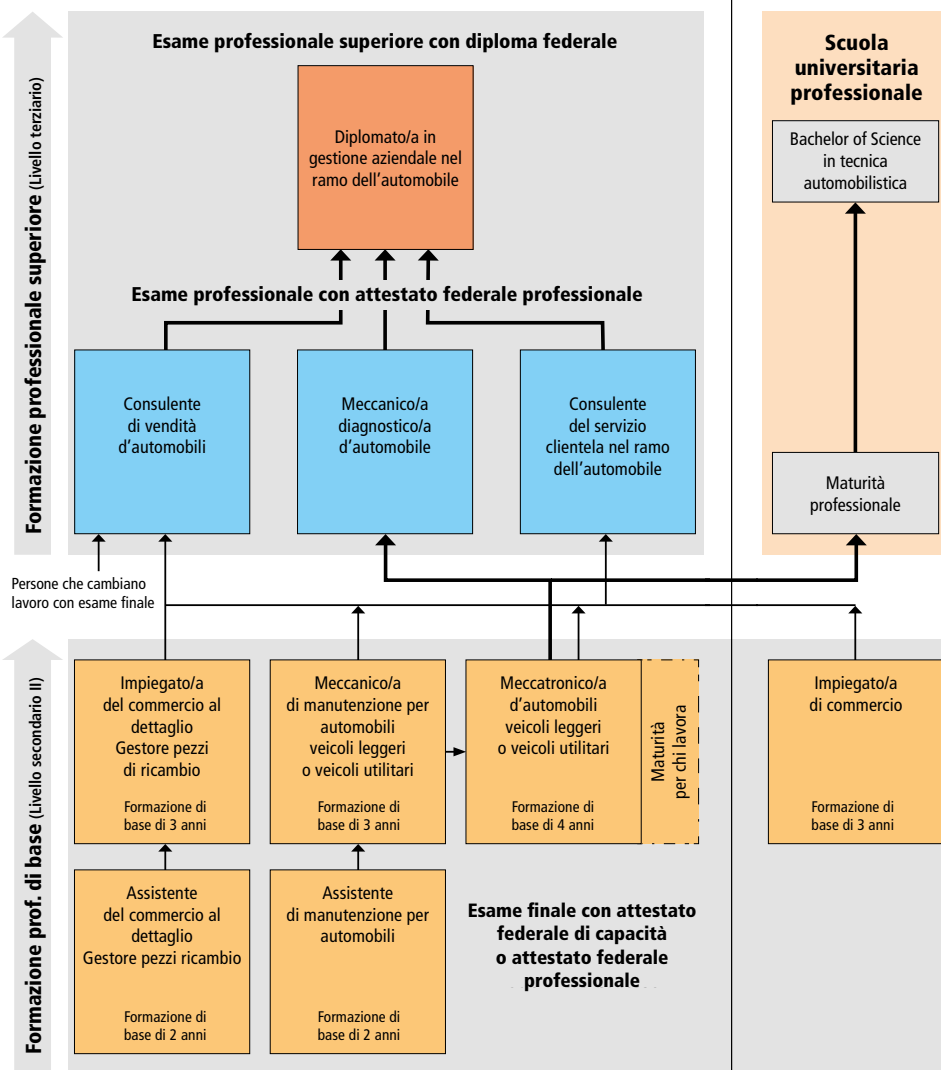 Formazione professionale superiore (Livello terziario)
Esame professionale superiore con diploma federale
Diplomato/a in
gestione aziendale nel
ramo dell'automobile
Esame professionale con attestato federale professionale
Consulente
di vendità
d'automobili
Meccanico/a
diagnostico/a
d'automobile
Consulente
del servizio
clientela nel ramo
dell'automobile
Scuola
universitaria
professionale
Bachelor of Science
in tecnica
automobilistica
Maturità
professionale
Persone che cambiano
lavoro con esame finale
Formazione prof. di base (Livello secondario II)
Impiegato/a
del commercio al
dettaglio
Gestore pezzi
di ricambio
Formazione di
base di 3 anni
Meccanico/a
di manutenzione per
automobili
veicoli leggeri
o veicoli utilitari
Formazione di
base di 3 anni
Meccatronico/a
d'automobili
veicoli leggeri
o veicoli utilitari
Formazione di
base di 4 anni
Maturità
per chi lavora
Impiegato/a
di commercio
Formazione di
base di 3 anni
Assistente
del commercio al
dettaglio
Gestore pezzi ricambio
Formazione di
base di 2 anni
Assistente
di manutenzione per
automobili
Formazione di
base di 2 anni
Esame finale con attestato
federale di capacità
o attestato federale
professionale